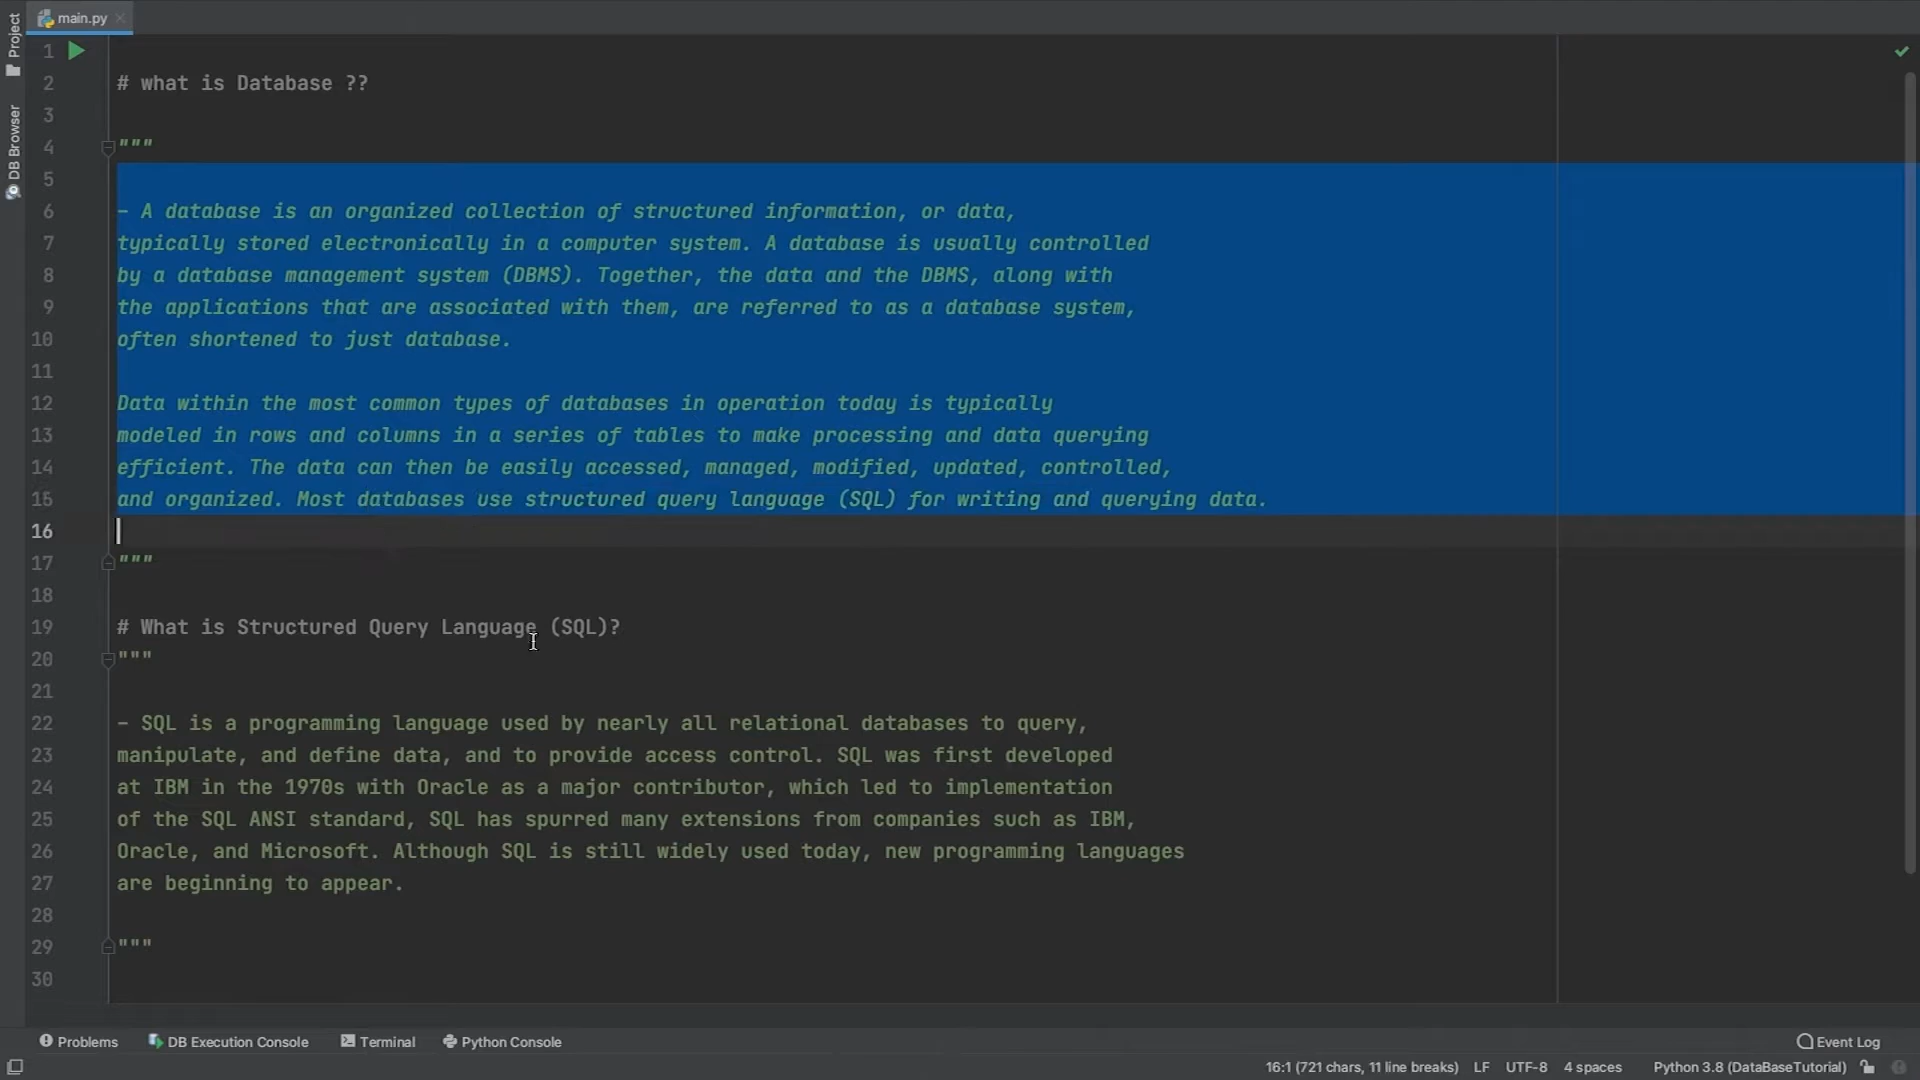 main.py
Project
DB Browser
1
2 # what is Database ??
3
4 """
5
6 - A database is an organized collection of structured information, or data,
7 typically stored electronically in a computer system. A database is usually controlled
8 by a database management system (DBMS). Together, the data and the DBMS, along with
9 the applications that are associated with them, are referred to as a database system,
10 often shortened to just database.
11
12 Data within the most common types of databases in operation today is typically
13 modeled in rows and columns in a series of tables to make processing and data querying
14 efficient. The data can then be easily accessed, managed, modified, updated, controlled,
15 and organized. Most databases use structured query language (SQL) for writing and querying data.
16
17 """
18
19 # What is Structured Query Language (SQL)?
20 """
21
22 - SQL is a programming language used by nearly all relational databases to query,
23 manipulate, and define data, and to provide access control. SQL was first developed
24 at IBM in the 1970s with Oracle as a major contributor, which led to implementation
25 of the SQL ANSI standard, SQL has spurred many extensions from companies such as IBM,
26 Oracle, and Microsoft. Although SQL is still widely used today, new programming languages
27 are beginning to appear.
28
29 """
30
Problems DB Execution Console Terminal Python Console Event Log
16:1 (721 chars, 11 line breaks) LF UTF-8 4 spaces Python 3.8 (DataBaseTutorial)